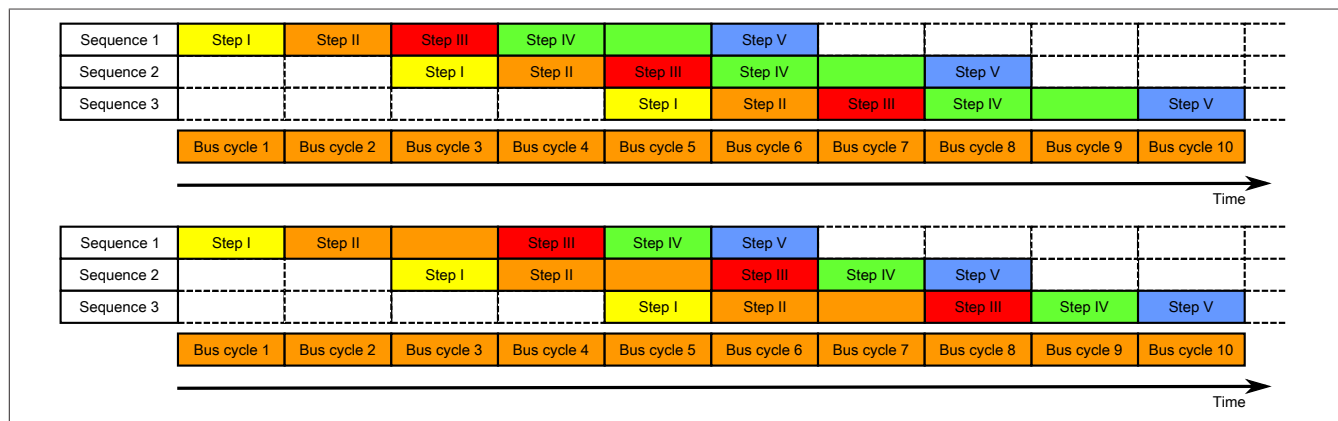 Sequence 1 Step I Step II Step III Step IV Step V
Sequence 2 Step I Step II Step III Step IV Step V
Sequence 3 Step I Step II Step III Step IV Step V
Bus cycle 1 Bus cycle 2 Bus cycle 3 Bus cycle 4 Bus cycle 5 Bus cycle 6 Bus cycle 7 Bus cycle 8 Bus cycle 9 Bus cycle 10
Time
Sequence 1 Step I Step II Step III Step IV Step V
Sequence 2 Step I Step II Step III Step IV Step V
Sequence 3 Step I Step II Step III Step IV Step V
Bus cycle 1 Bus cycle 2 Bus cycle 3 Bus cycle 4 Bus cycle 5 Bus cycle 6 Bus cycle 7 Bus cycle 8 Bus cycle 9 Bus cycle 10
Time